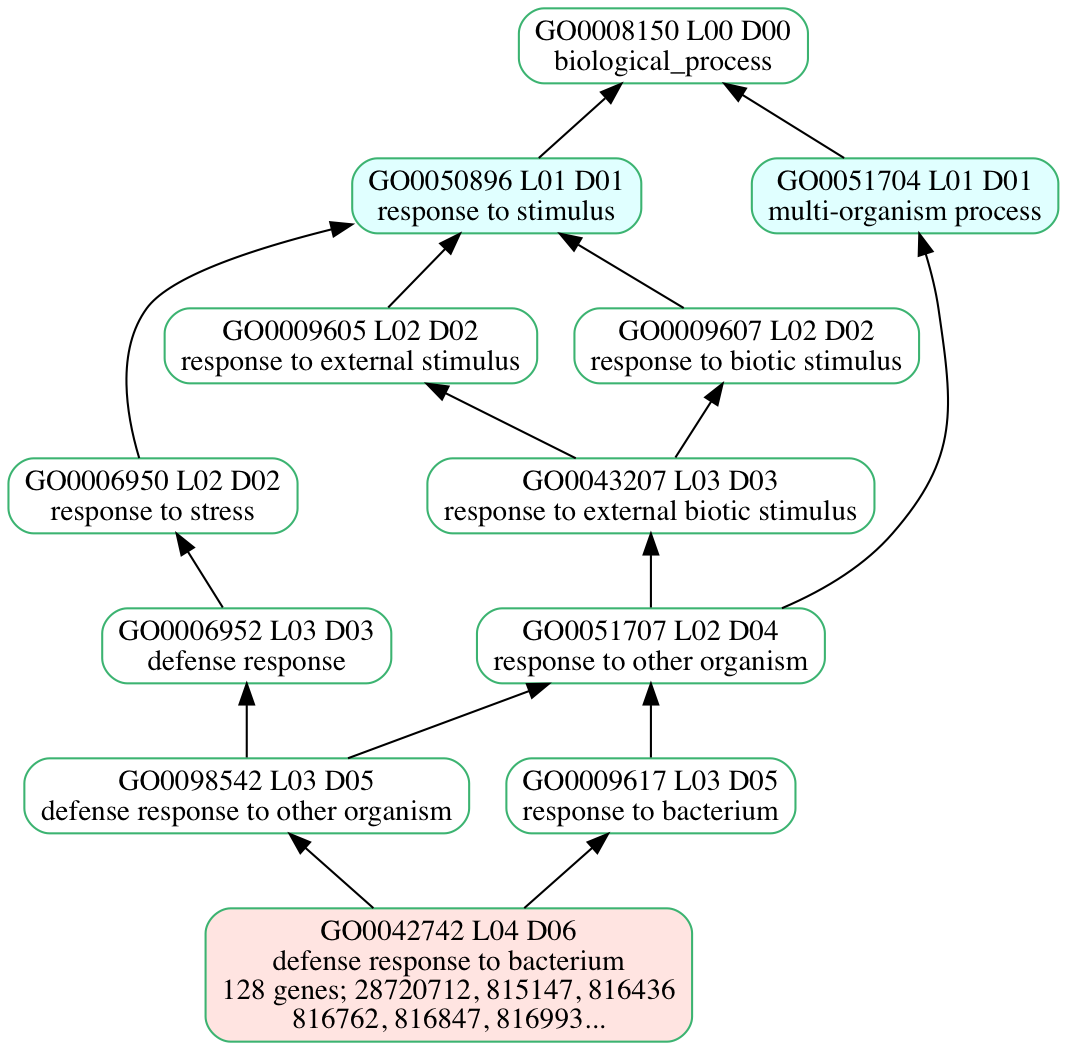 GO0008150 L00 D00
biological_process
GO0050896 L01 D01
response to stimulus
GO0051704 L01 D01
multi-organism process
GO0009605 L02 D02
response to external stimulus
GO0009607 L02 D02
response to biotic stimulus
GO0006950 L02 D02
response to stress
GO0043207 L03 D03
response to external biotic stimulus
GO0006952 L03 D03
defense response
GO0051707 L02 D04
response to other organism
GO0098542 L03 D05
defense response to other organism
GO0009617 L03 D05
response to bacterium
GO0042742 L04 D06
defense response to bacterium
128 genes; 28720712, 815147, 816436
816762, 816847, 816993...